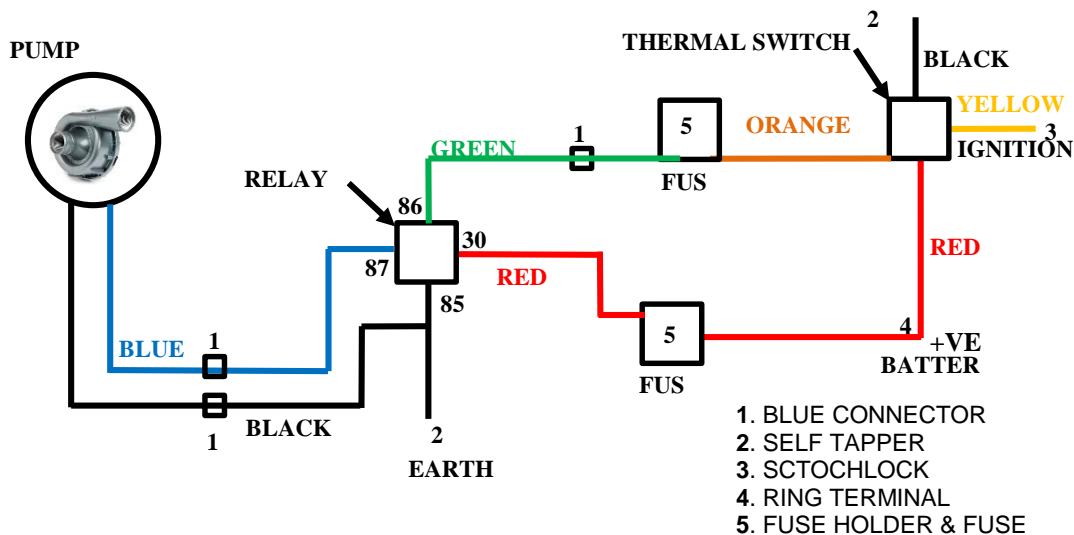 2
THERMAL SWITCH
BLACK
PUMP
YELLOW
3
IGNITION
1
5
ORANGE
GREEN
FUS
RELAY
86
30
87
RED
RED
85
1
BLUE
5
4
+VE
BATTER
FUS
BLACK
1
2
EARTH
1. BLUE CONNECTOR
2. SELF TAPPER
3. SCTOCHLOCK
4. RING TERMINAL
5. FUSE HOLDER & FUSE